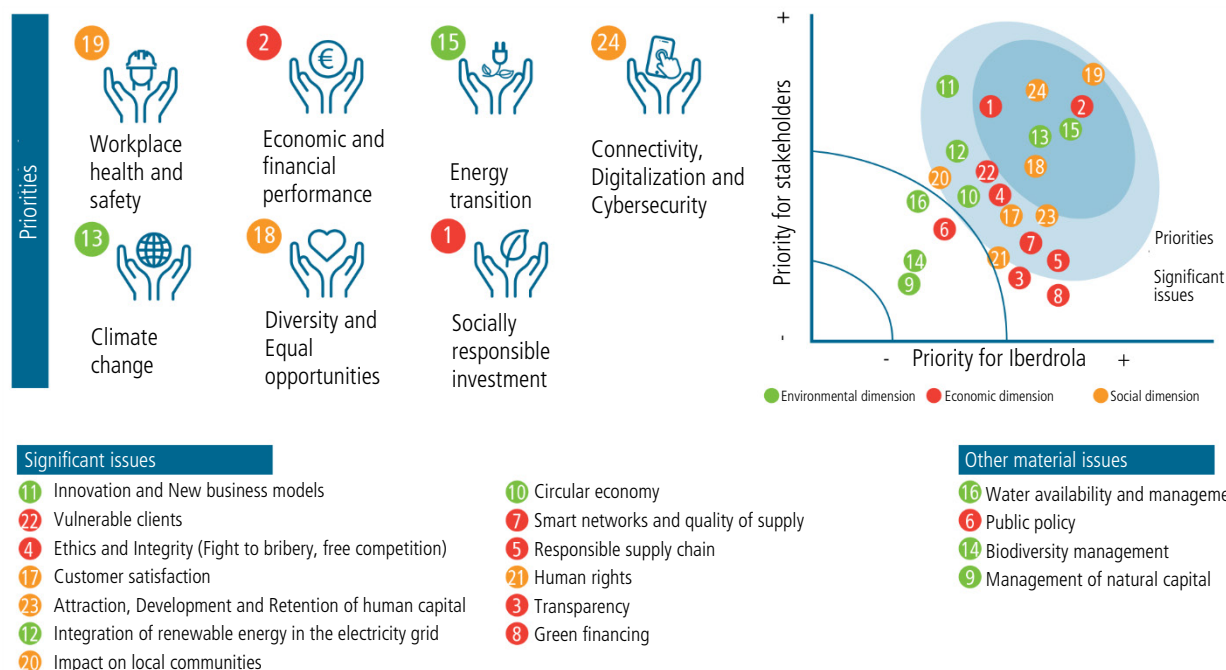 Priorities
19
Workplace
health and
safety
2
€
Economic and
financial
performance
15
Energy
transition
24
Connectivity,
Digitalization and
Cybersecurity
13
Climate
change
18
Diversity and
Equal
opportunities
1
Socially
responsible
investment
+
Priority for stakeholders
-
19
11
24
1
2
15
13
12
18
22
20
10
4
16
17
23
6
7
21
14
5
3
9
8
Priorities
Significant
issues
- Priority for Iberdrola +
Environmental dimension
Economic dimension
Social dimension
Significant issues
11 Innovation and New business models
22 Vulnerable clients
4 Ethics and Integrity (Fight to bribery, free competition)
17 Customer satisfaction
23 Attraction, Development and Retention of human capital
12 Integration of renewable energy in the electricity grid
20 Impact on local communities
10 Circular economy
7 Smart networks and quality of supply
5 Responsible supply chain
21 Human rights
3 Transparency
8 Green financing
Other material issues
16 Water availability and manageme
6 Public policy
14 Biodiversity management
9 Management of natural capital